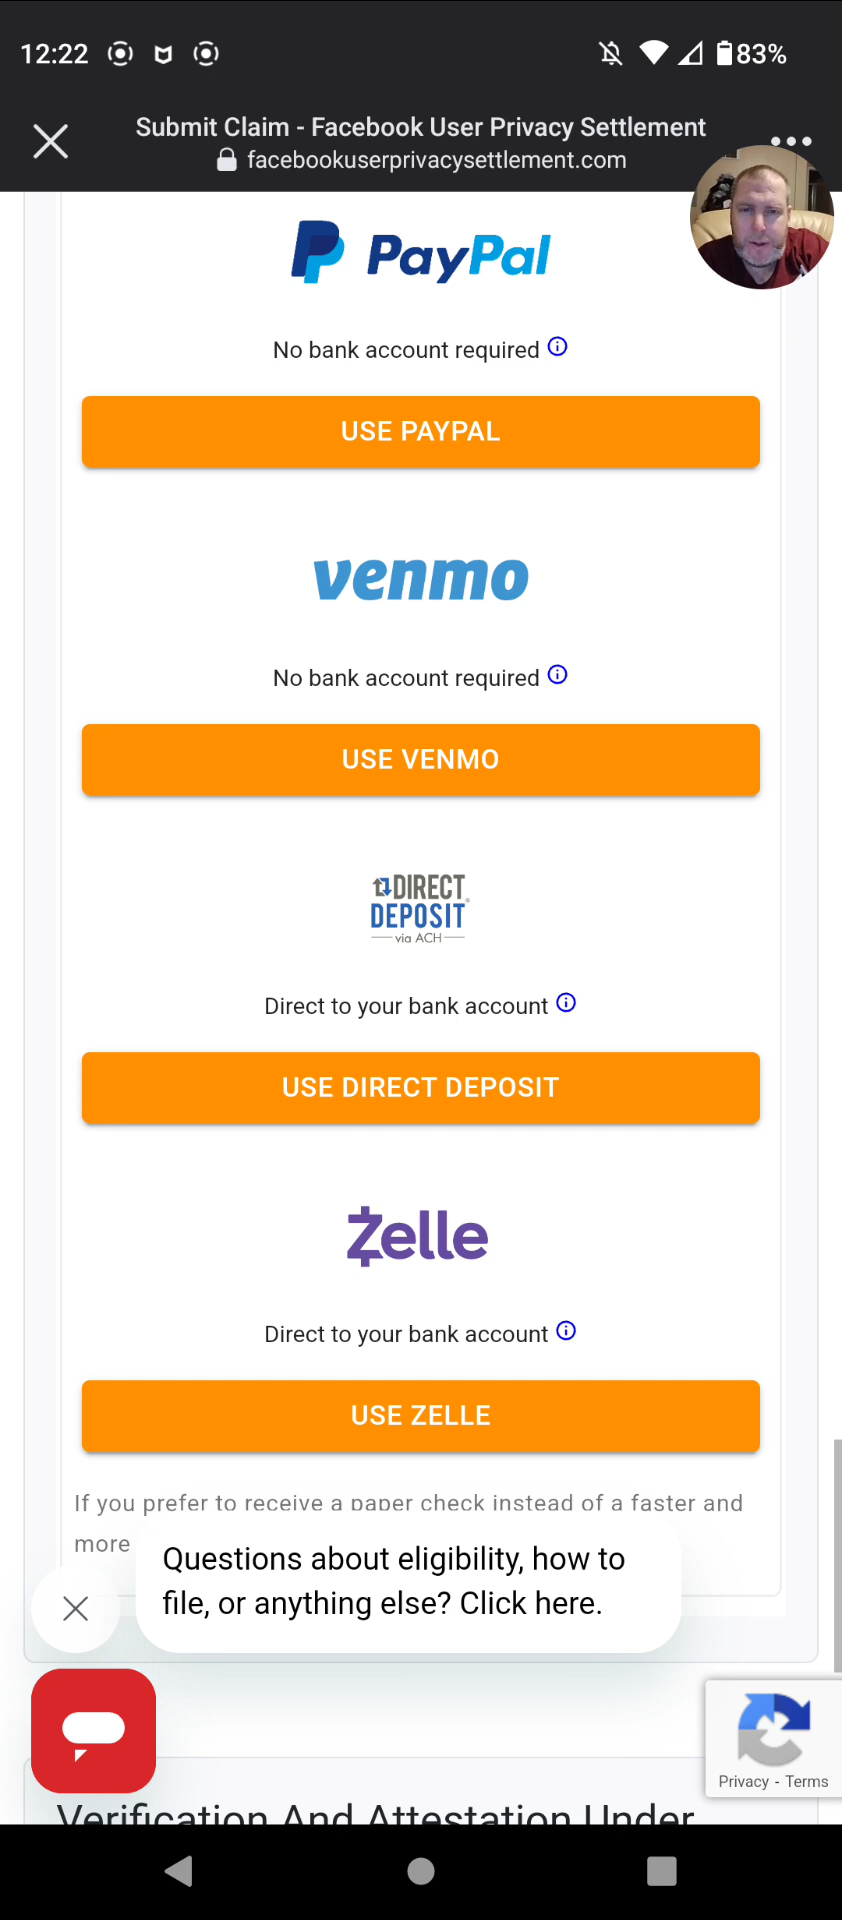 12:22
83%
Submit Claim - Facebook User Privacy Settlement
facebookuserprivacysettlement.com
PayPal
No bank account required
USE PAYPAL
venmo
No bank account required
USE VENMO
DIRECT
DEPOSIT
via ACH
Direct to your bank account
USE DIRECT DEPOSIT
Zelle
Direct to your bank account
USE ZELLE
If you prefer to receive a paper check instead of a faster and
more
Questions about eligibility, how to
file, or anything else? Click here.
Privacy - Terms
Verification And Attestation Under